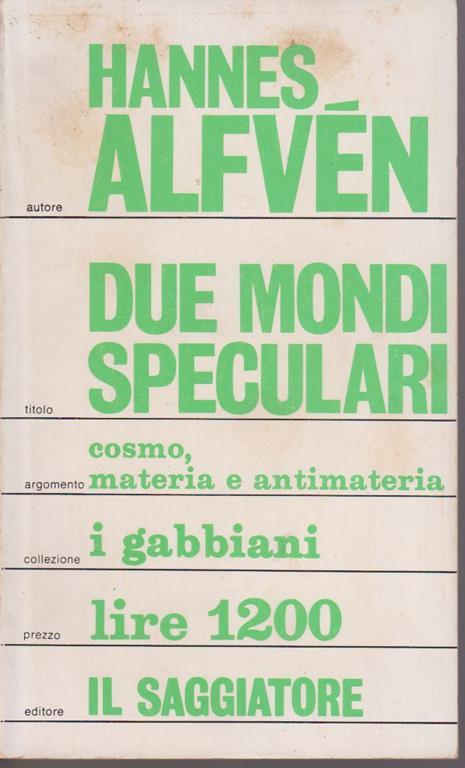 HANNES
autore ALFVÉN
DUE MONDI
titolo SPECULARI
cosmo,
argomento materia e antimateria
collezione i gabbiani
prezzo lire 1200
editore IL SAGGIATORE